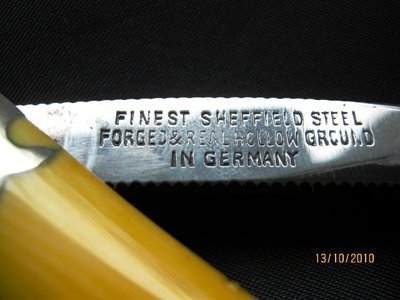 FINEST SHEFFIELD STEEL
FORGED & REAL HOLLOW GROUND
IN GERMANY
13/10/2010